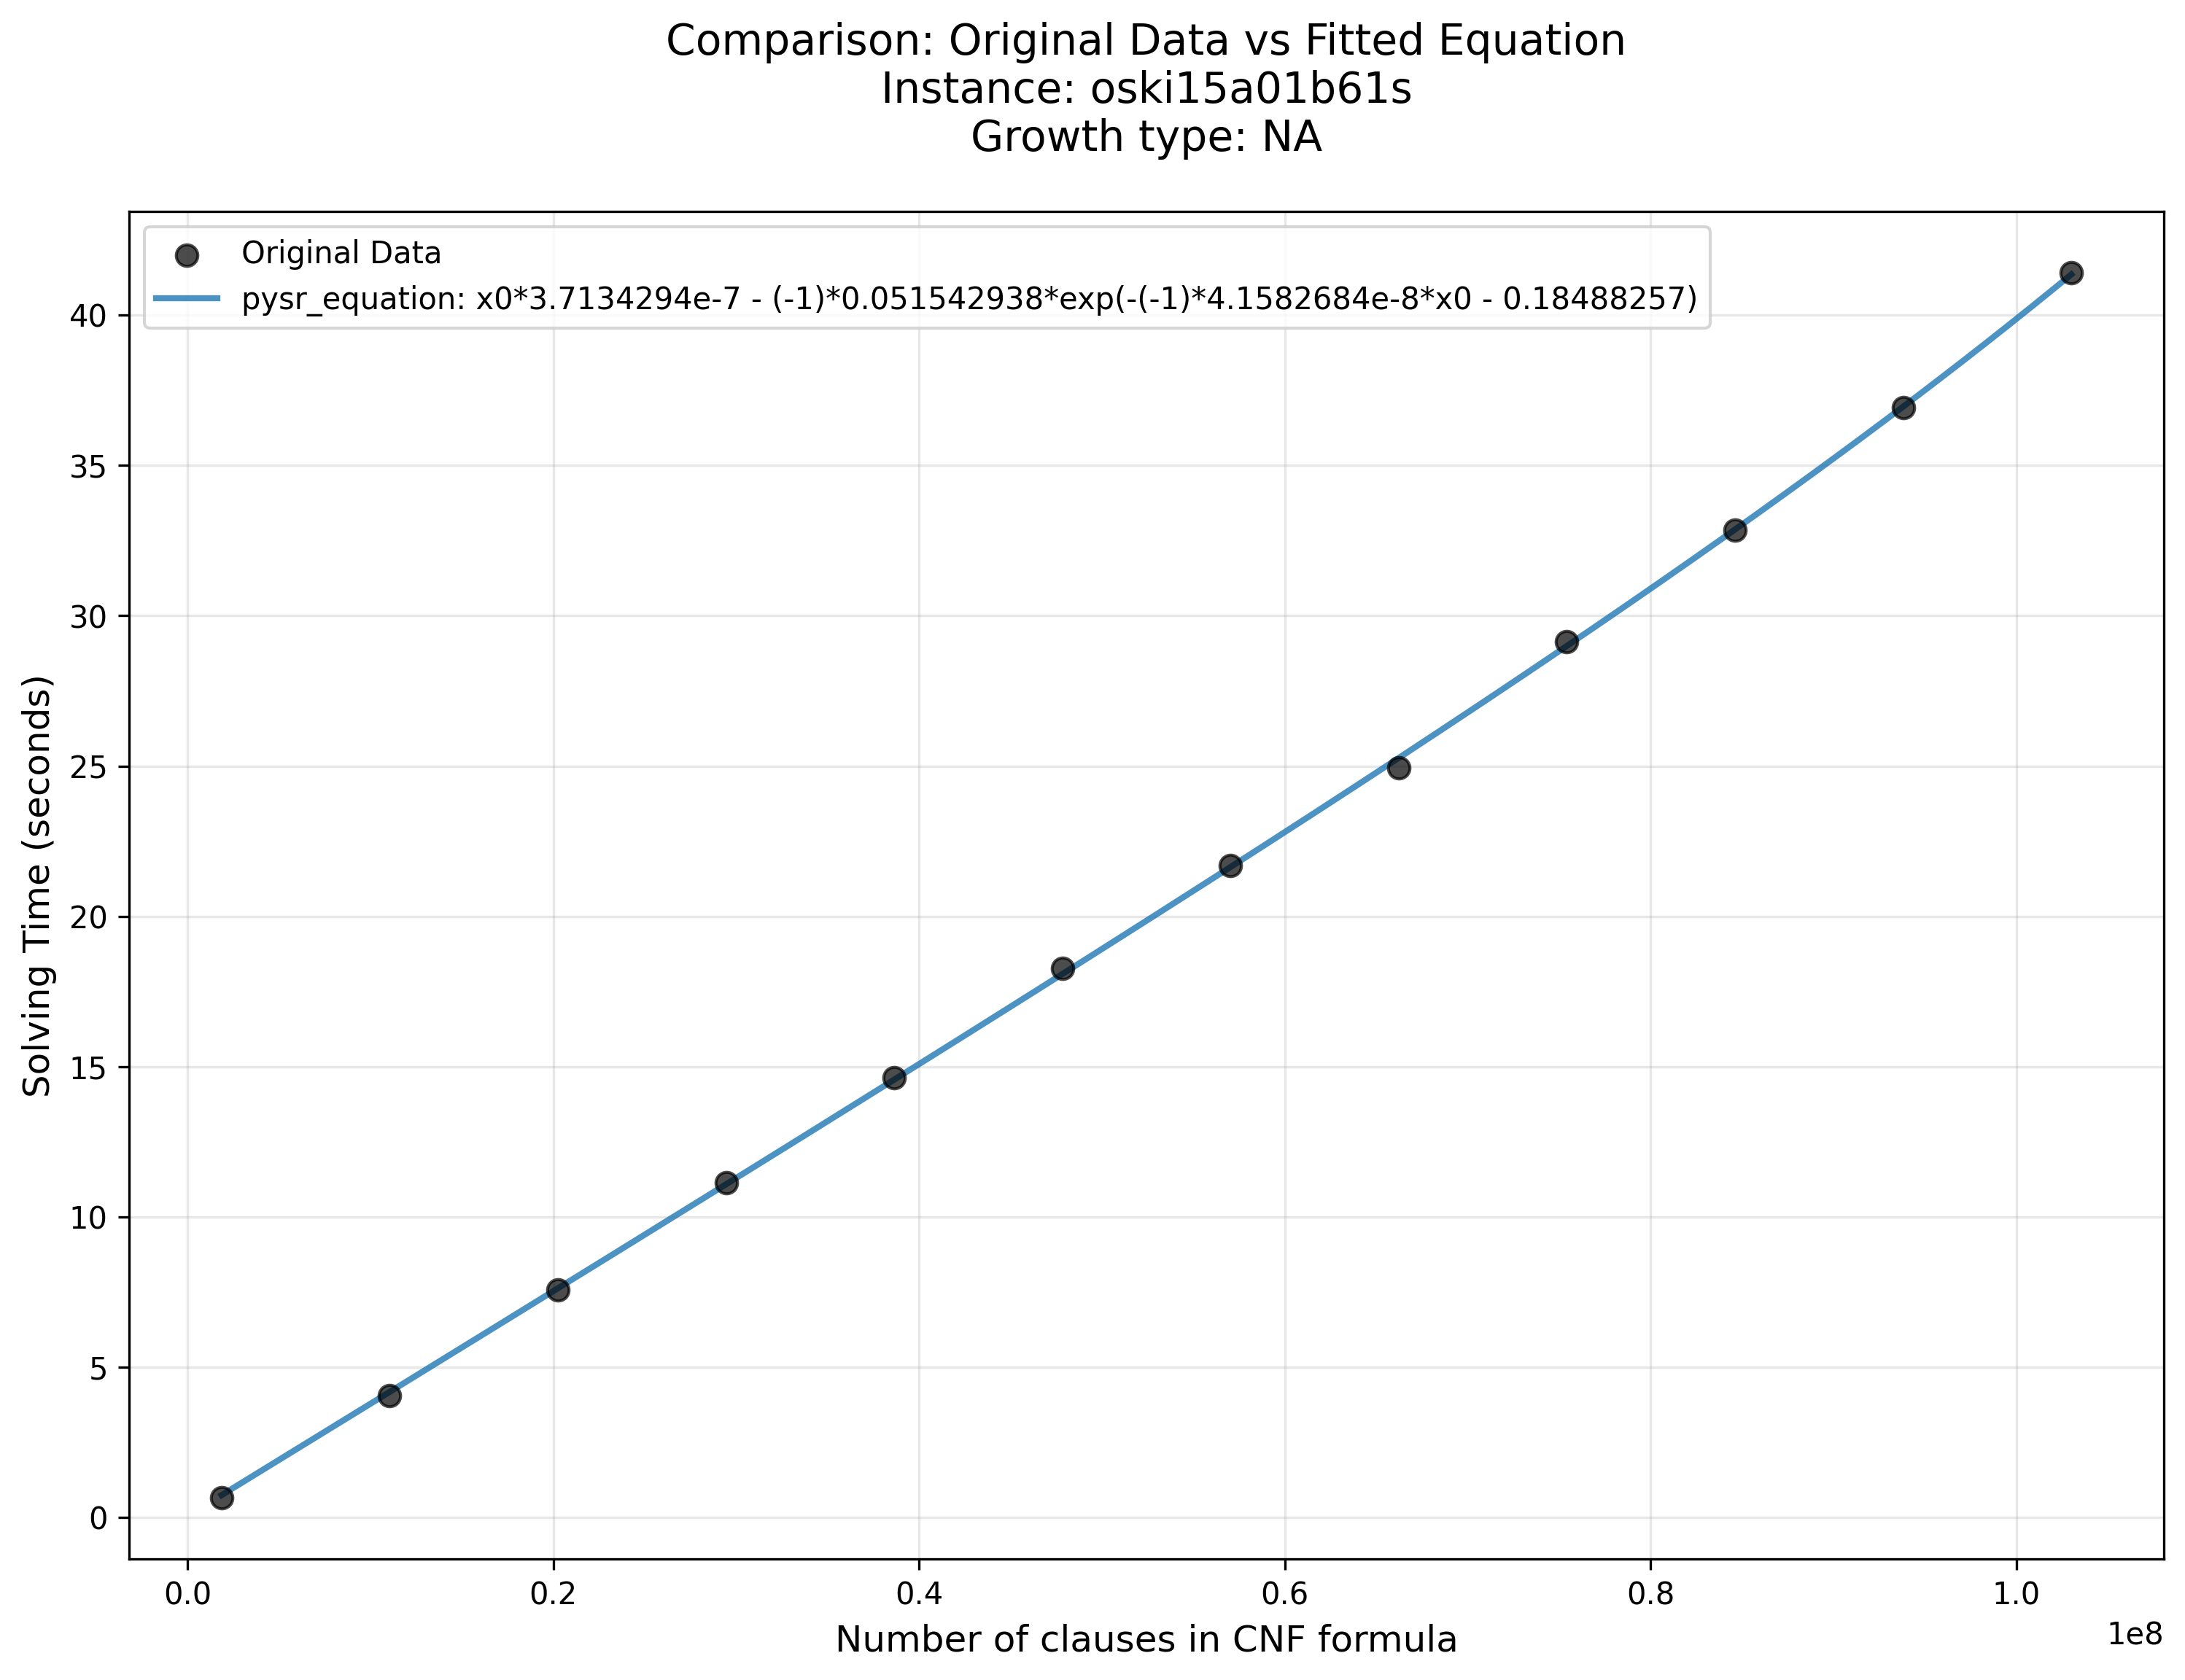 Comparison: Original Data vs Fitted Equation
Instance: oski15a01b61s
Growth type: NA
Original Data
pysr_equation: x0*3.7134294e-7 - (-1)*0.051542938*exp(-(-1)*4.1582684e-8*x0 - 0.18488257)
40
35
30
25
20
15
10
5
0
Solving Time (seconds)
0.0
0.2
0.4
0.6
0.8
1.0
1e8
Number of clauses in CNF formula